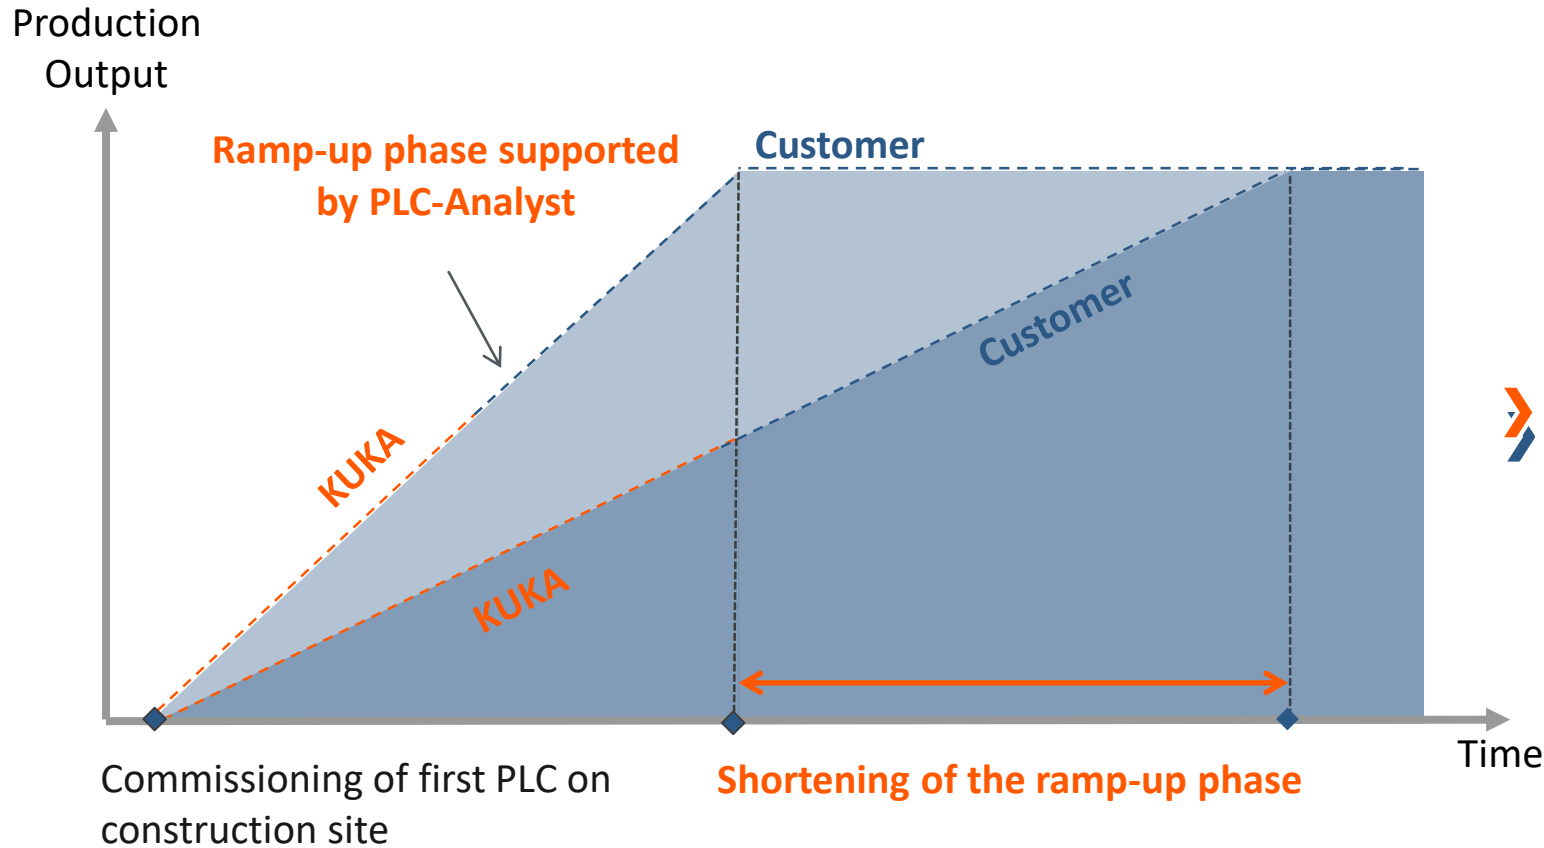 Production
Output
Ramp-up phase supported
by PLC-Analyst
Customer
Customer
KUKA
KUKA
Time
Commissioning of first PLC on
construction site
Shortening of the ramp-up phase